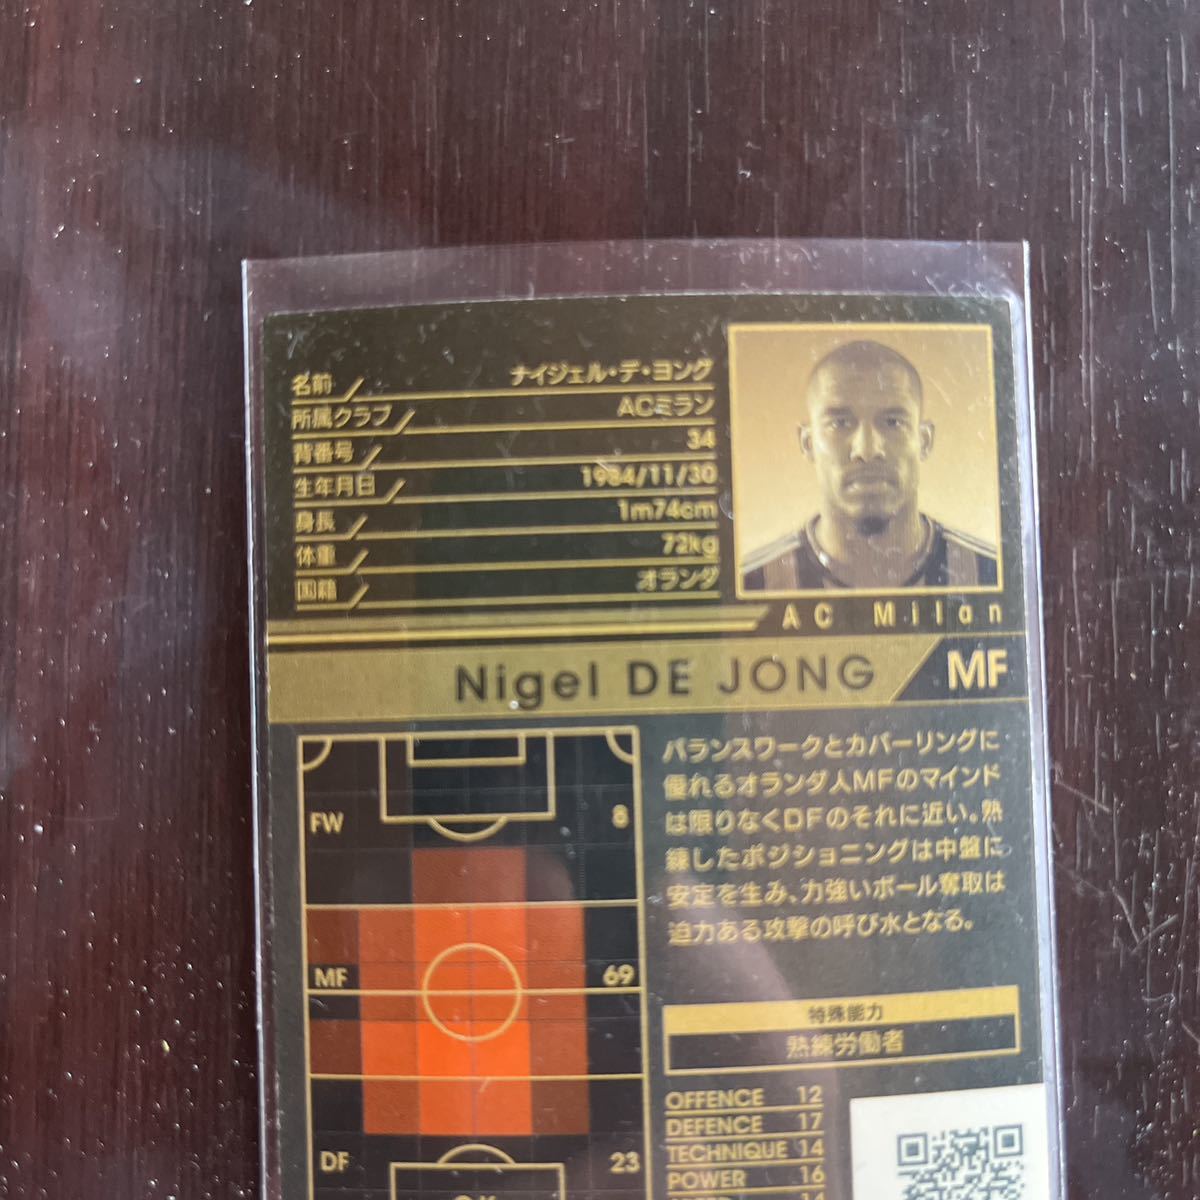 名前 ナイジェル・デ・ヨング
所属クラブ ACミラン
背番号 34
生年月日 1984/11/30
身長 1m74cm
体重 72kg
国籍 オランダ
AC Milan
Nigel DE JONG MF
FW 8
MF 69
DF 23
バランスワークとカバーリングに
優れるオランダ人MFのマインド
は限りなくDFのそれに近い。熟
練したポジショニングは中盤に
安定を生み、力強いボール奪取は
迫力ある攻撃の呼び水となる。
特殊能力
熟練労働者
OFFENCE 12
DEFENCE 17
TECHNIQUE 14
POWER 16